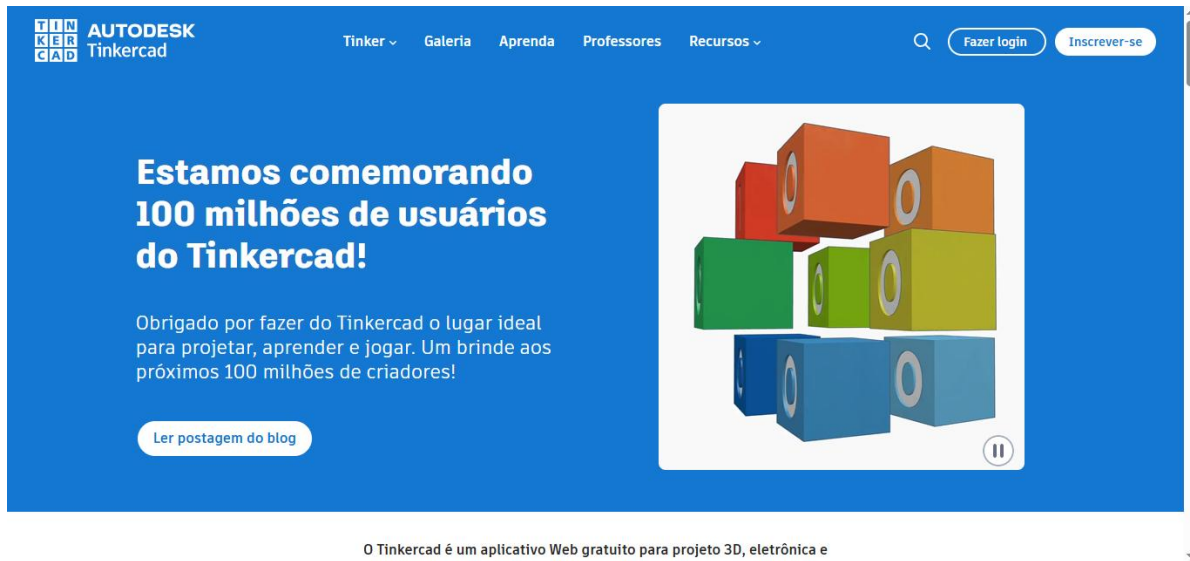 TIN
KER
CAD
AUTODESK
Tinkercad
Tinker
Galeria
Aprenda
Professores
Recursos
Fazer login
Inscrever-se
Estamos comemorando
100 milhões de usuários
do Tinkercad!
Obrigado por fazer do Tinkercad o lugar ideal
para projetar, aprender e jogar. Um brinde aos
próximos 100 milhões de criadores!
Ler postagem do blog
O Tinkercad é um aplicativo Web gratuito para projeto 3D, eletrônica e